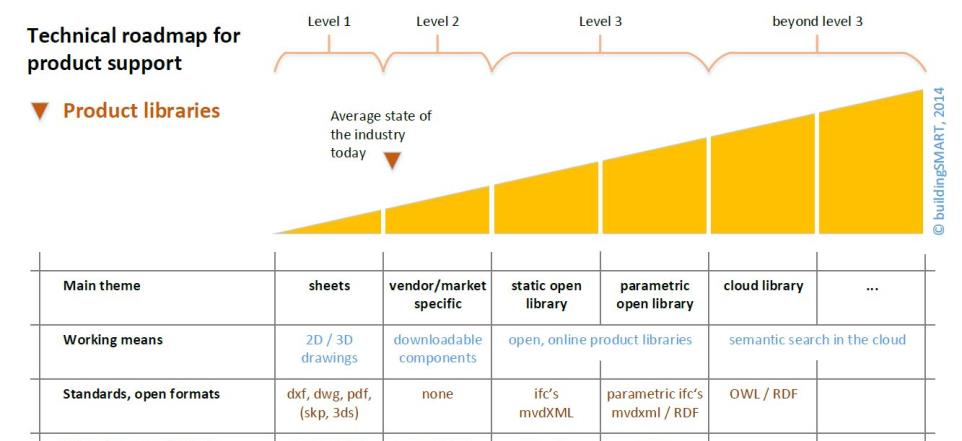 Technical roadmap for
product support
▼ Product libraries
Level 1
Level 2
Level 3
beyond level 3
Average state of
the industry
today
© buildingSMART, 2014
Main theme
sheets
vendor/market
specific
static open
library
parametric
open library
cloud library
...
Working means
2D / 3D
drawings
downloadable
components
open, online product libraries
semantic search in the cloud
Standards, open formats
dxf, dwg, pdf,
(skp, 3ds)
none
ifc's
mvdXML
parametric ifc's
mvdxml / RDF
OWL / RDF